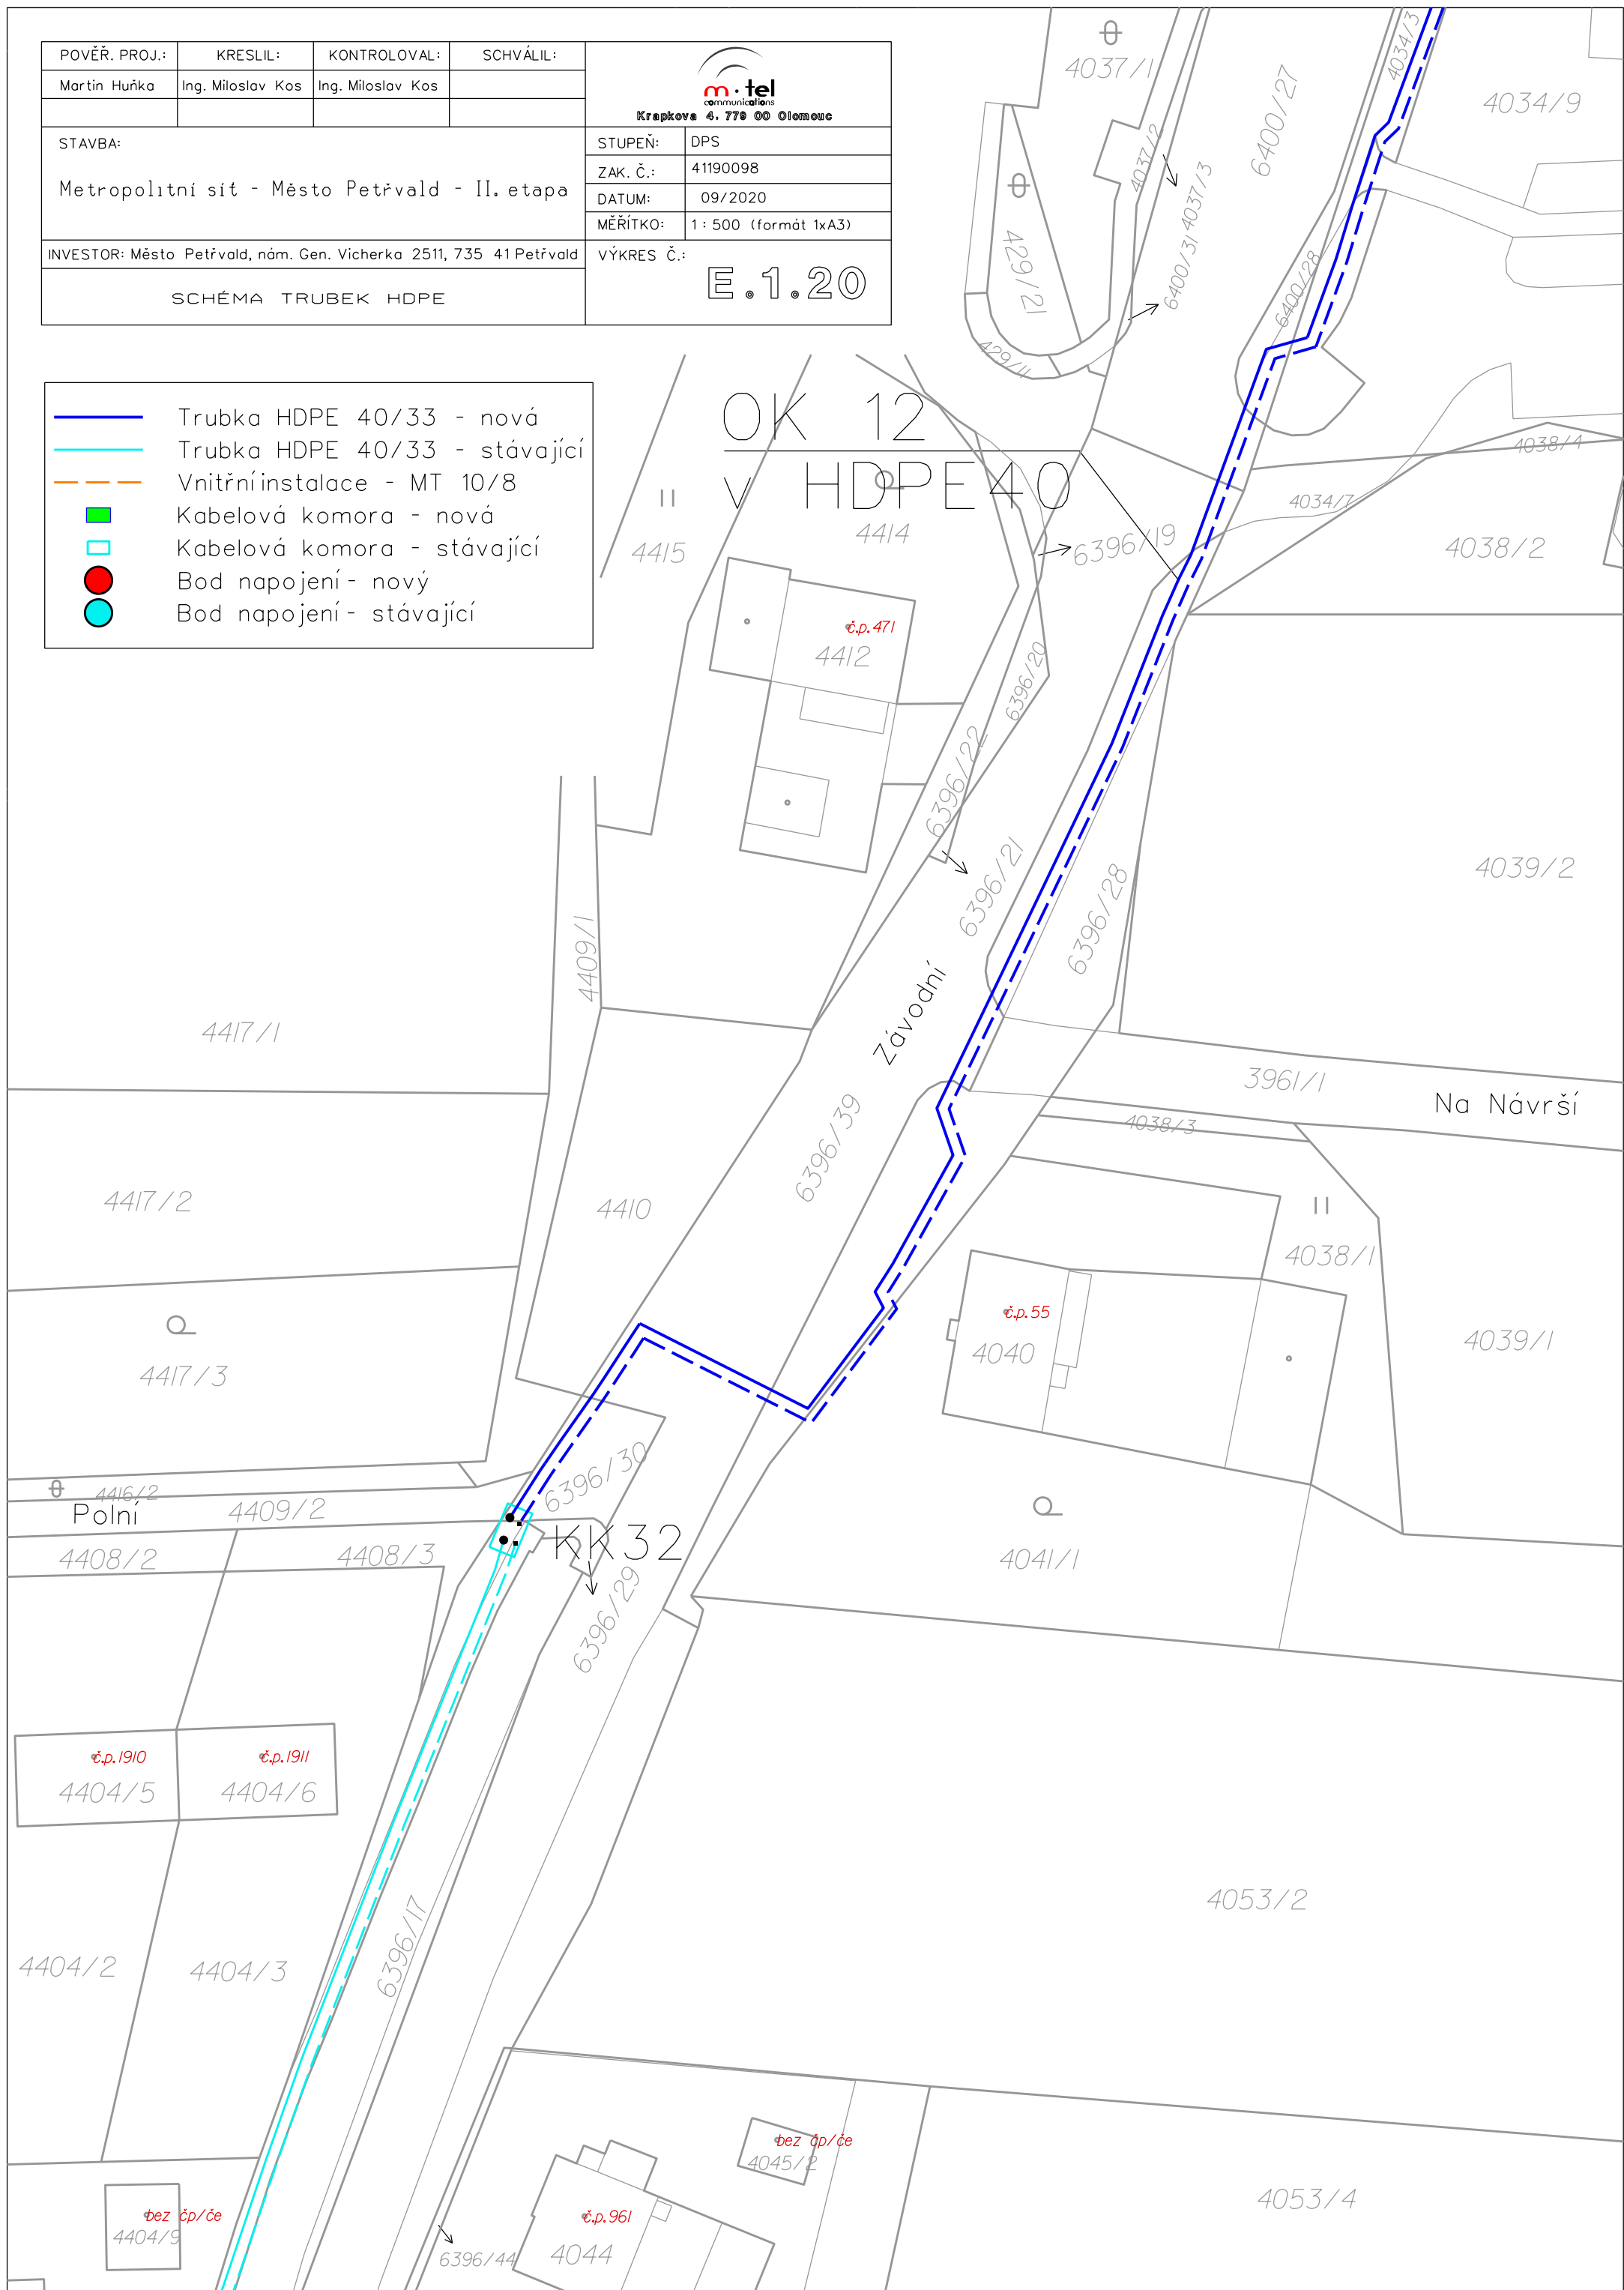 POVĚŘ. PROJ.: KRESLIL: KONTROLOVAL: SCHVÁLIL:
Martin Huňka Ing. Miloslav Kos Ing. Miloslav Kos
m·tel
communications
Krapkova 4, 779 00 Olomouc
STAVBA:
Metropolitní síť - Město Petřvald - II. etapa
STUPEŇ: DPS
ZAK. Č.: 41190098
DATUM: 09/2020
MĚŘÍTKO: 1 : 500 (formát 1xA3)
INVESTOR: Město Petřvald, nám. Gen. Vicherka 2511, 735 41 Petřvald
VÝKRES Č.:
E.1.20
SCHÉMA TRUBEK HDPE
Trubka HDPE 40/33 - nová
Trubka HDPE 40/33 - stávající
Vnitřní instalace - MT 10/8
Kabelová komora - nová
Kabelová komora - stávající
Bod napojení - nový
Bod napojení - stávající
4037/1
4034/3
6400/27
4034/9
4037/2
4037/3
6400/31
429/21
6400/28
429/11
OK 12
v HDPE40
4038/4
4034/7
4415
4414
6396/19
4038/2
č.p.471
4412
6396/20
6396/22
6396/21
4039/2
6396/28
4409/1
Závodní
4417/1
3961/1
Na Návrší
4038/3
6396/39
4417/2
4410
4038/1
č.p.55
4040
4039/1
4417/3
6396/30
4416/2
Polní
4409/2
KK32
4408/2
4408/3
4041/1
6396/29
č.p.1910
č.p.1911
4404/5
4404/6
4053/2
6396/17
4404/2
4404/3
bez čp/če
4045/2
4053/4
bez čp/če
4404/9
č.p.961
6396/44
4044